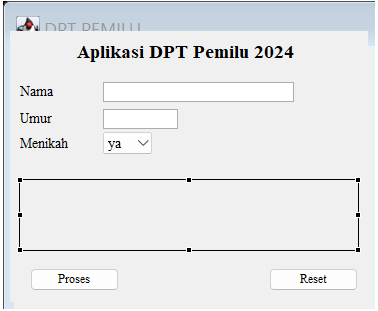 DPT PEMILU
Aplikasi DPT Pemilu 2024
Nama
Umur
Menikah ya
Proses Reset